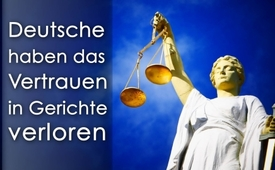 Deutsche
haben das
Vertrauen
in Gerichte
verloren